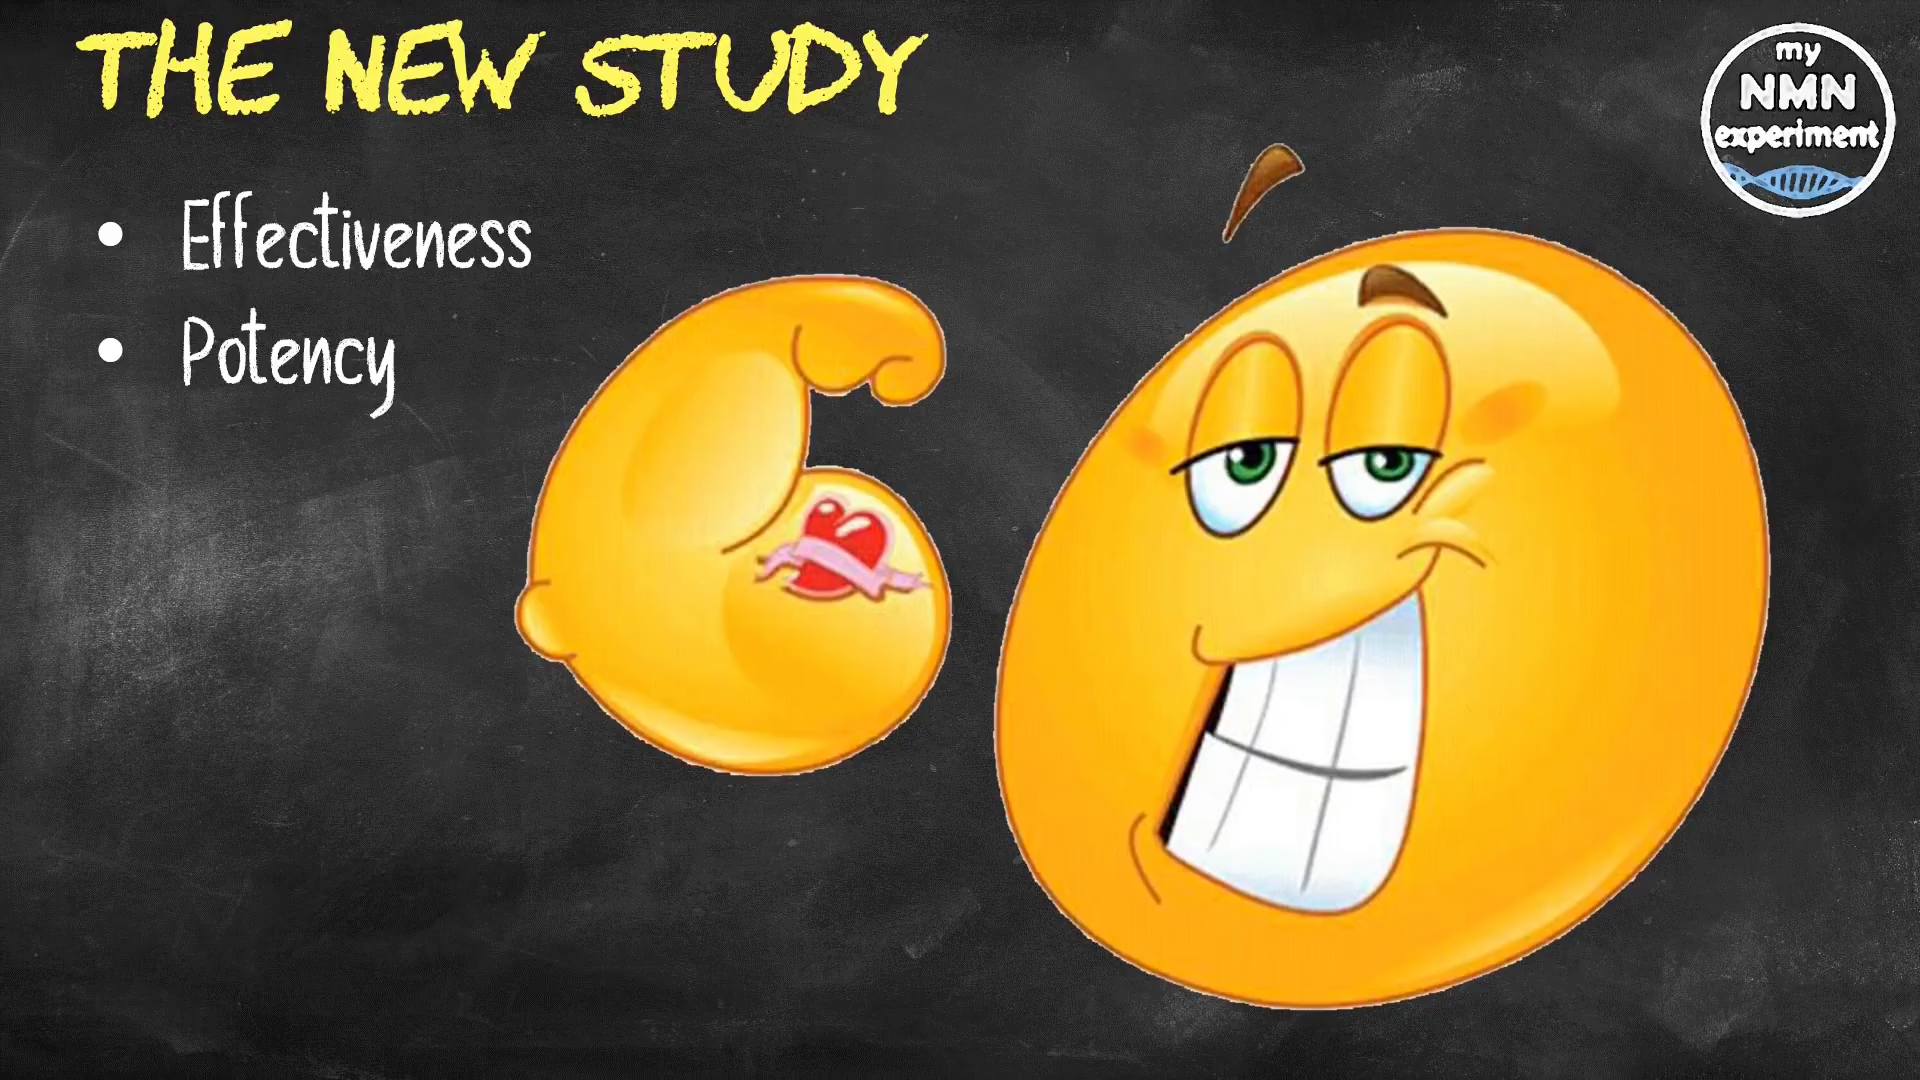 THE NEW STUDY
my
NMN
experiment
• Effectiveness
• Potency